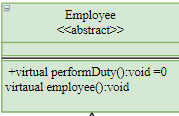 Employee
<<abstract>>
+virtual performDuty():void =0
virtaual employee():void